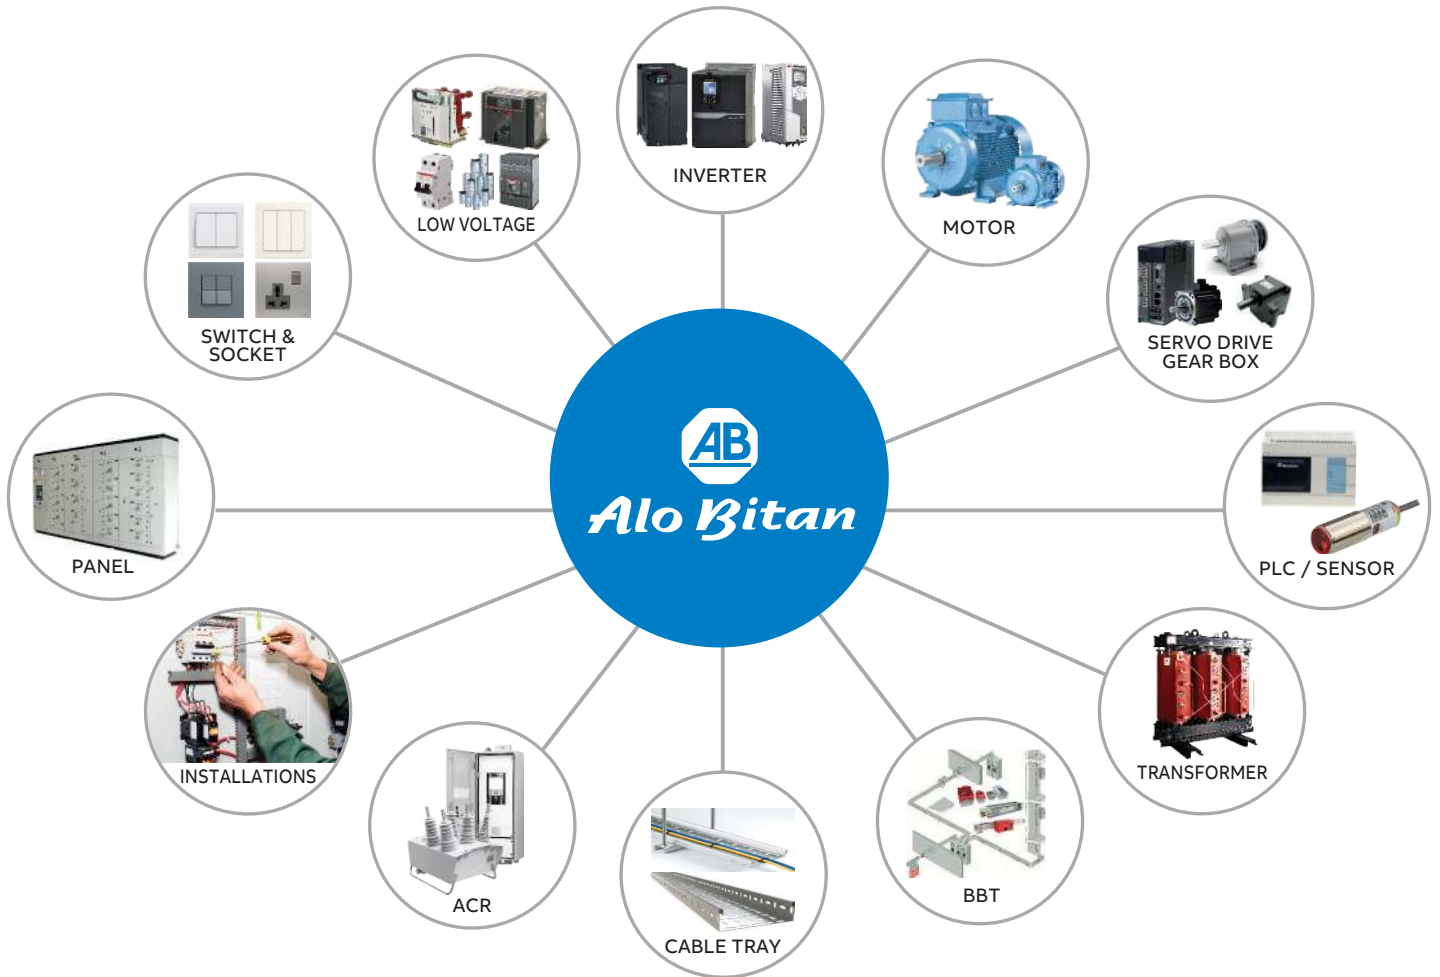 INVERTER
LOW VOLTAGE
MOTOR
SWITCH &
SOCKET
SERVO DRIVE
GEAR BOX
AB
Alo Bitan
PANEL
PLC / SENSOR
INSTALLATIONS
TRANSFORMER
ACR
BBT
CABLE TRAY